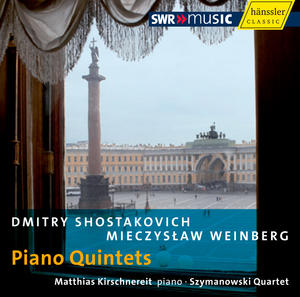 SWR»MUSIC
hänssler
CLASSIC
DMITRY SHOSTAKOVICH
MIECZYSŁAW WEINBERG
Piano Quintets
Matthias Kirschnereit piano · Szymanowski Quartet